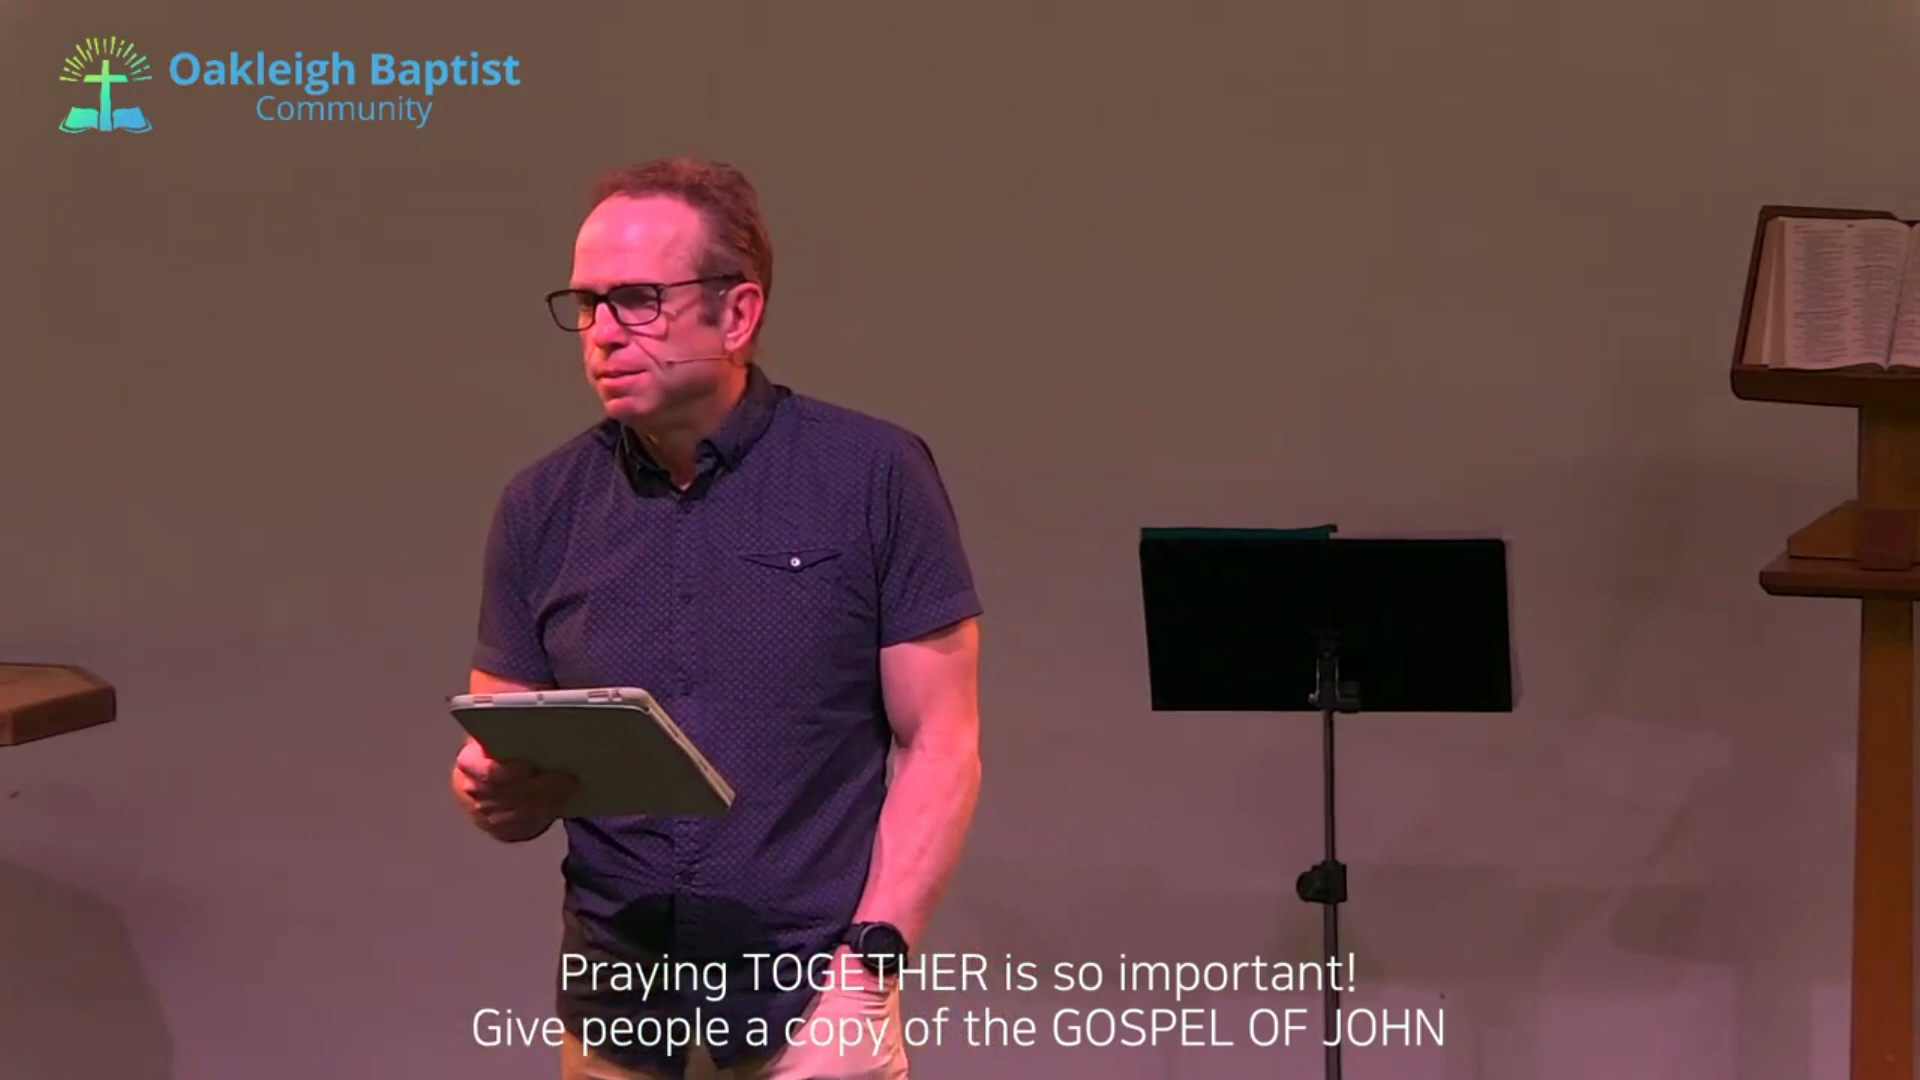 Oakleigh Baptist
Community
Praying TOGETHER is so important!
Give people a copy of the GOSPEL OF JOHN